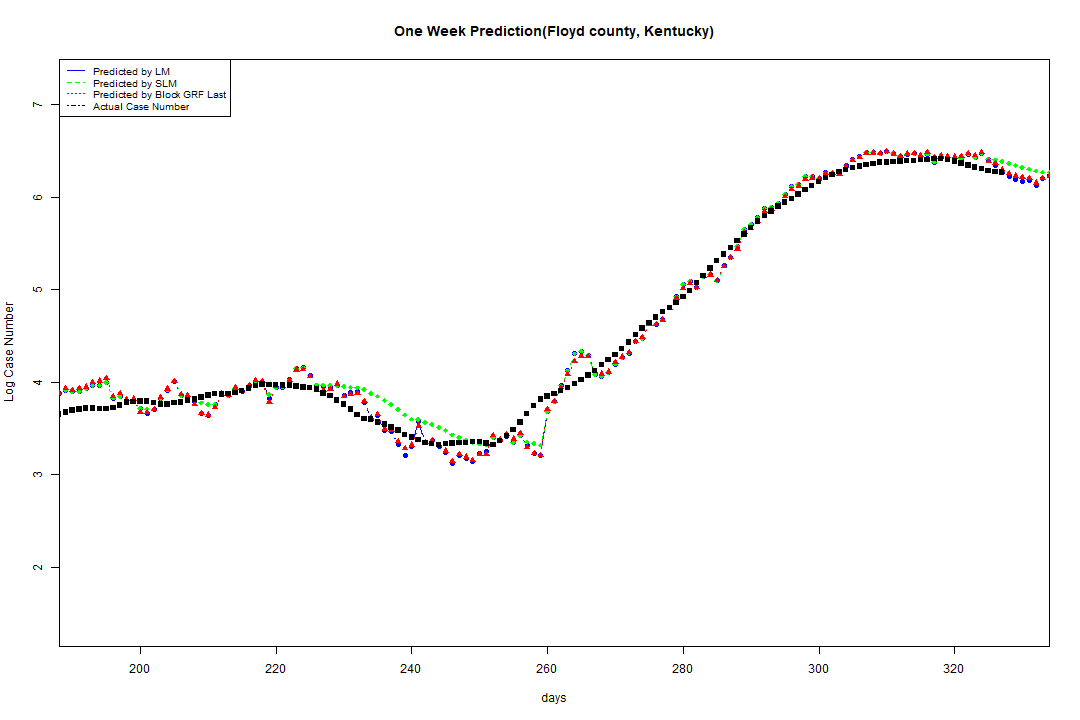 One Week Prediction(Floyd county, Kentucky)
Predicted by LM
Predicted by SLM
Predicted by Block GRF Last
Actual Case Number
7
6
5
4
3
2
Log Case Number
200 220 240 260 280 300 320
days